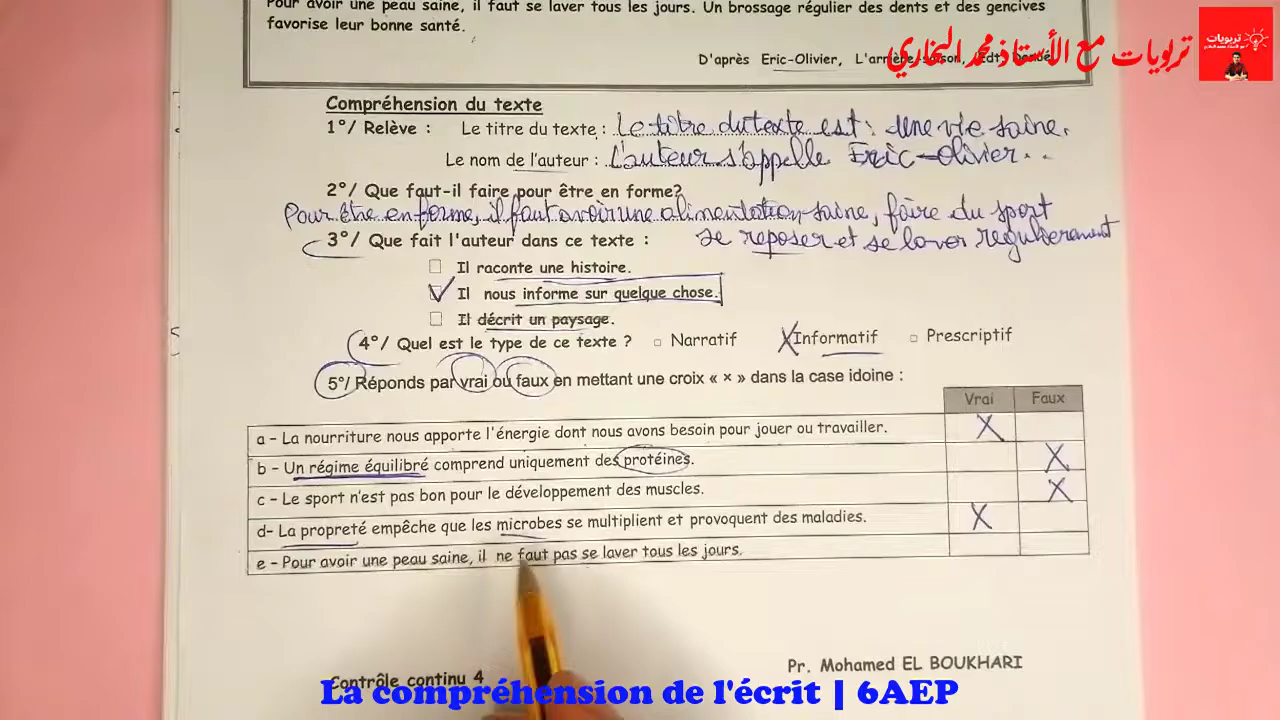 Pour avoir une peau saine, il faut se laver tous les jours. Un brossage régulier des dents et des gencives
favorise leur bonne santé.
تربويات مع الأستاذ محمد البخاري
تربويات
D'après Eric-Olivier, L'arrière-saison, Edt
Compréhension du texte
1°/ Relève : Le titre du texte : Le titre du texte est : Une vie saine.
Le nom de l'auteur : L'auteur s'appelle Eric-Olivier..
2°/ Que faut-il faire pour être en forme?
Pour être en forme, il faut avoir une alimentation saine, faire du sport
se reposer et se laver régulièrement
3°/ Que fait l'auteur dans ce texte :
Il raconte une histoire.
Il nous informe sur quelque chose.
Il décrit un paysage.
4°/ Quel est le type de ce texte ? □ Narratif X Informatif □ Prescriptif
5°/ Réponds par vrai ou faux en mettant une croix « × » dans la case idoine :
Vrai Faux
a - La nourriture nous apporte l'énergie dont nous avons besoin pour jouer ou travailler. X
b - Un régime équilibré comprend uniquement des protéines. X
c - Le sport n'est pas bon pour le développement des muscles. X
d- La propreté empêche que les microbes se multiplient et provoquent des maladies. X
e - Pour avoir une peau saine, il ne faut pas se laver tous les jours.
Pr. Mohamed EL BOUKHARI
Contrôle continu 4
La compréhension de l'écrit | 6AEP